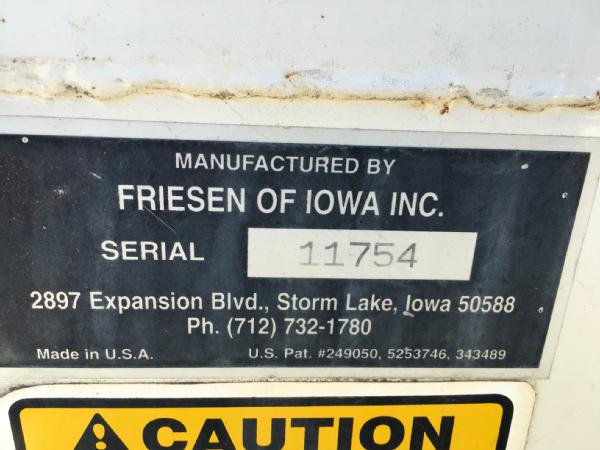 MANUFACTURED BY
FRIESEN OF IOWA INC.
SERIAL 11754
2897 Expansion Blvd., Storm Lake, Iowa 50588
Ph. (712) 732-1780
Made in U.S.A. U.S. Pat. #249050, 5253746, 343489
CAUTION